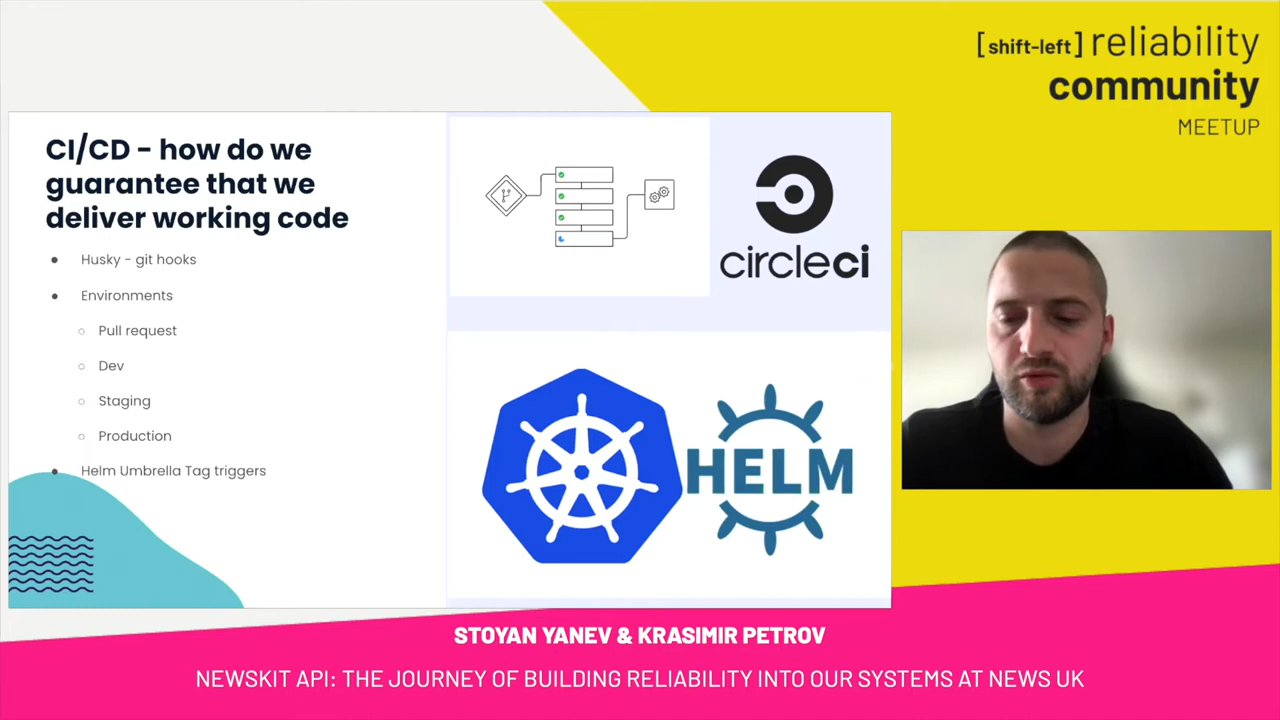 [shift-left] reliability
community
MEETUP
CI/CD - how do we
guarantee that we
deliver working code
● Husky - git hooks
● Environments
○ Pull request
○ Dev
○ Staging
○ Production
● Helm Umbrella Tag triggers
circleci
HELM
STOYAN YANEV & KRASIMIR PETROV
NEWSKIT API: THE JOURNEY OF BUILDING RELIABILITY INTO OUR SYSTEMS AT NEWS UK